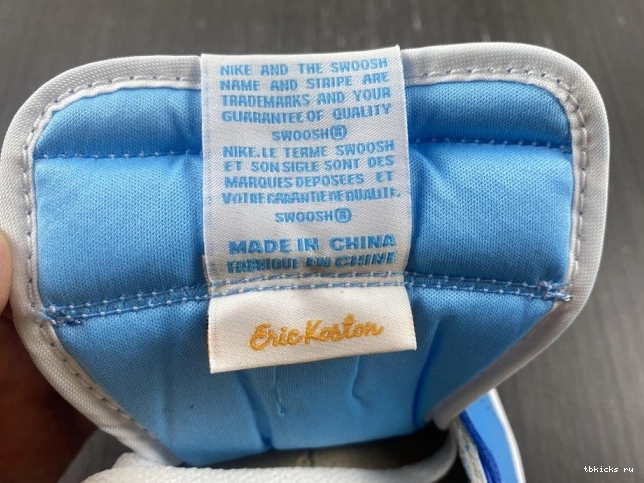 NIKE AND THE SWOOSH
NAME AND STRIPE ARE
TRADEMARKS AND YOUR
GUARANTEE OF QUALITY
SWOOSH®
NIKE.LE TERME SWOOSH
ET SON SIGLE SONT DES
MARQUES DEPOSEES ET
VOTRE GARANTIE DE QUALITE.
SWOOSH®
MADE IN CHINA
FABRIQUE EN CHINE
Eric Koston
tbkicks ru